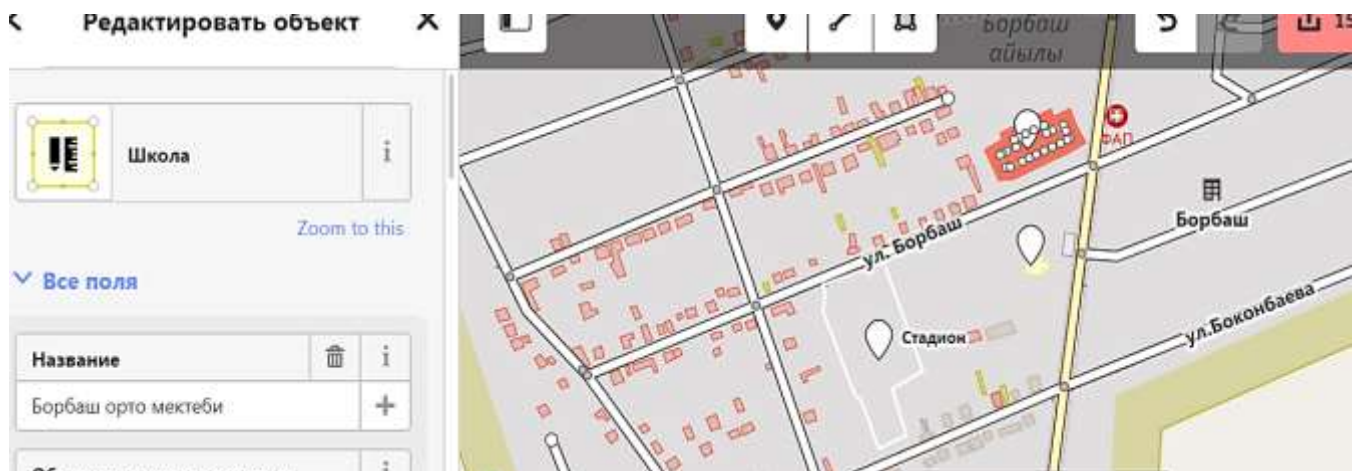 Редактировать объект
Школа
Zoom to this
Все поля
Название
Борбаш орто мектеби
Борбаш
айылы
15
ФАП
Борбаш
ул. Борбаш
Стадион
ул.Боконбаева